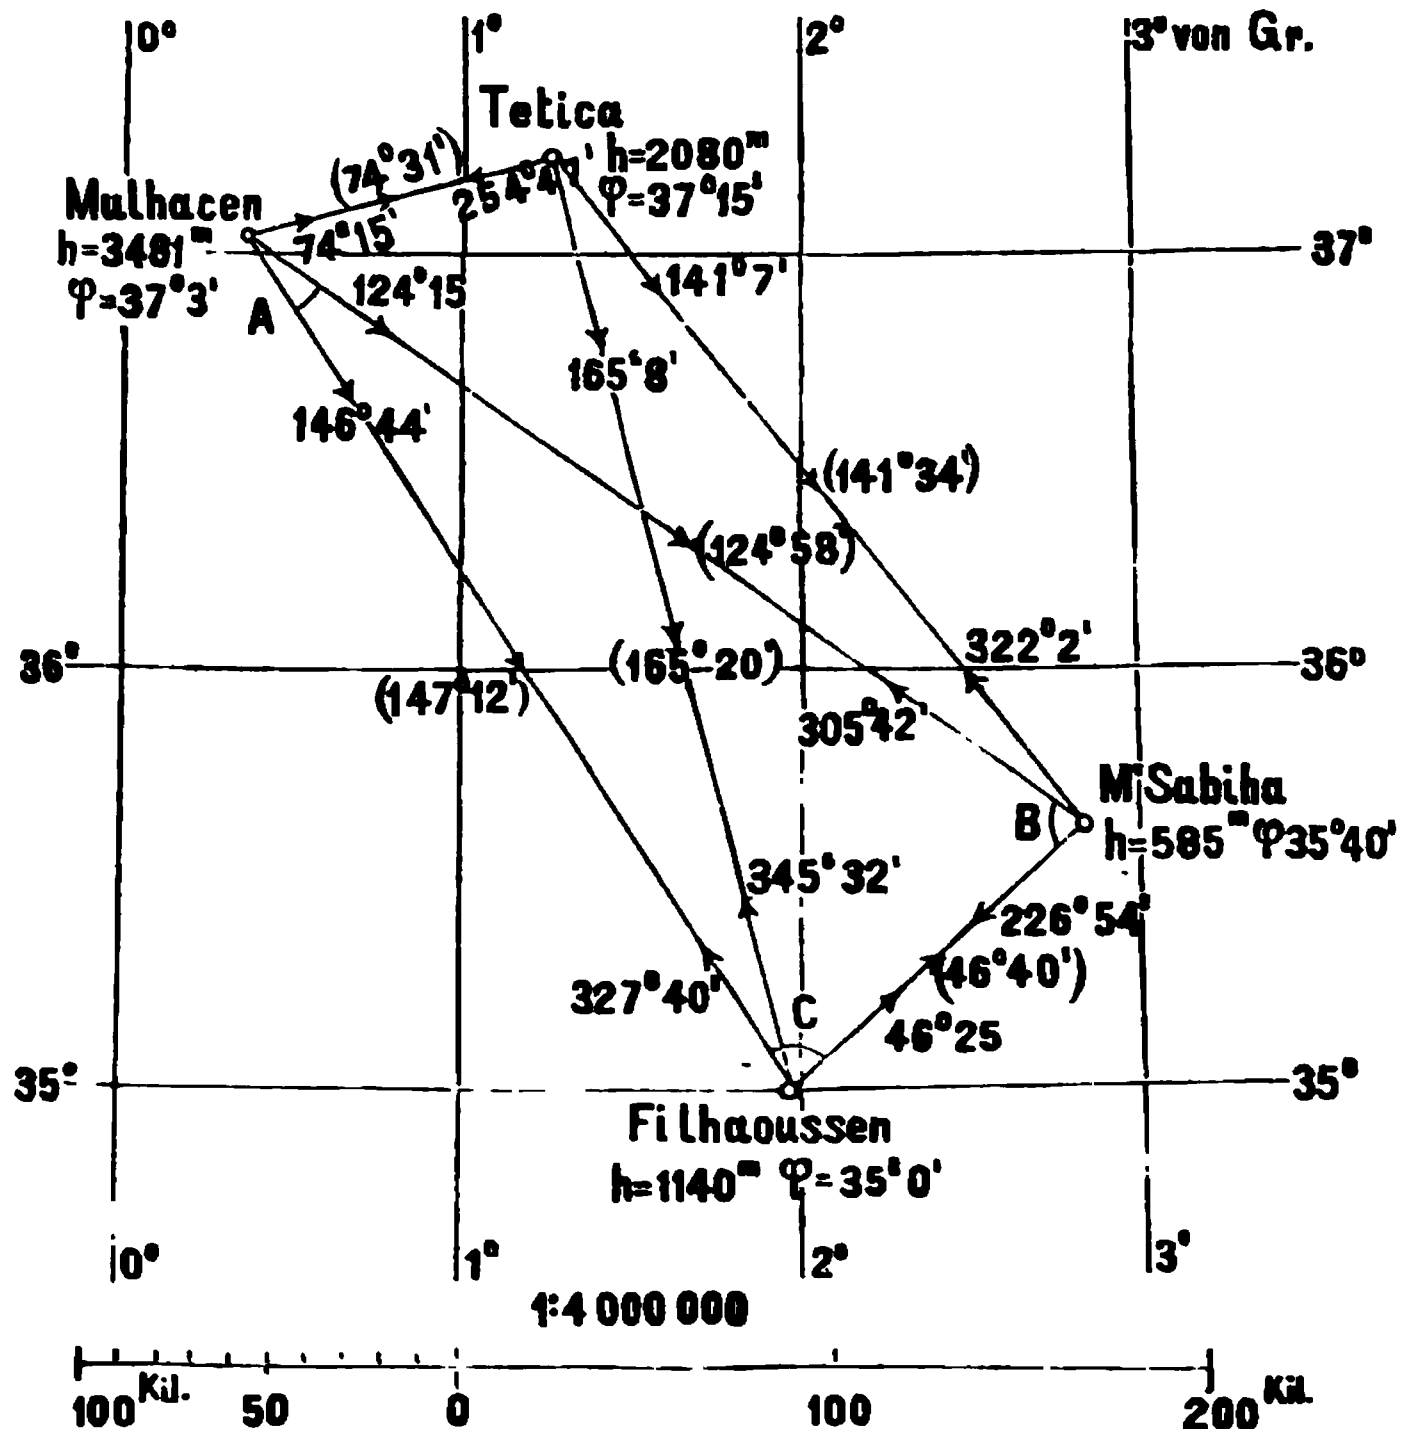 0° 1° 2° 3° von Gr.
Tetica
h=2080ᵐ
φ=37°15'
(74°31')
254°41'
Mulhacen
h=3481ᵐ
φ=37°3'
74°15'
37°
124°15
141°7'
A
165°8'
146°44'
(141°34')
(124°58')
322°2'
36° (165°20') 36°
(147°12')
305°42'
M'Sabiha
B h=585ᵐ φ35°40'
345°32'
226°54'
(46°40')
327°40'
C
46°25
35° 35°
Filhaoussen
h=1140ᵐ φ=35°0'
0° 1° 2° 3°
1:4 000 000
100 Kil. 50 0 100 200 Kil.